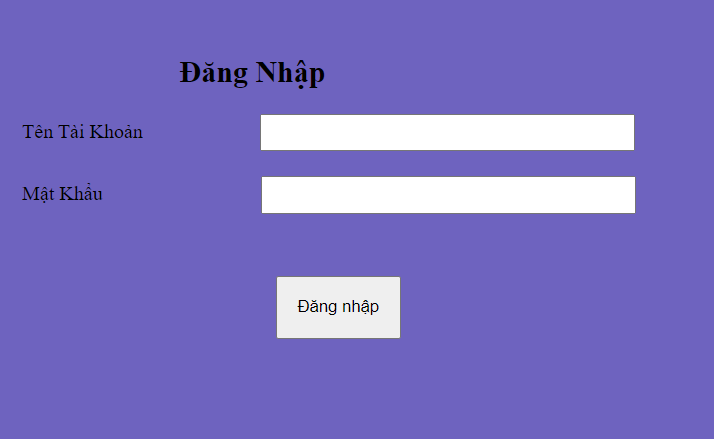 Đăng Nhập
Tên Tài Khoản
Mật Khẩu
Đăng nhập